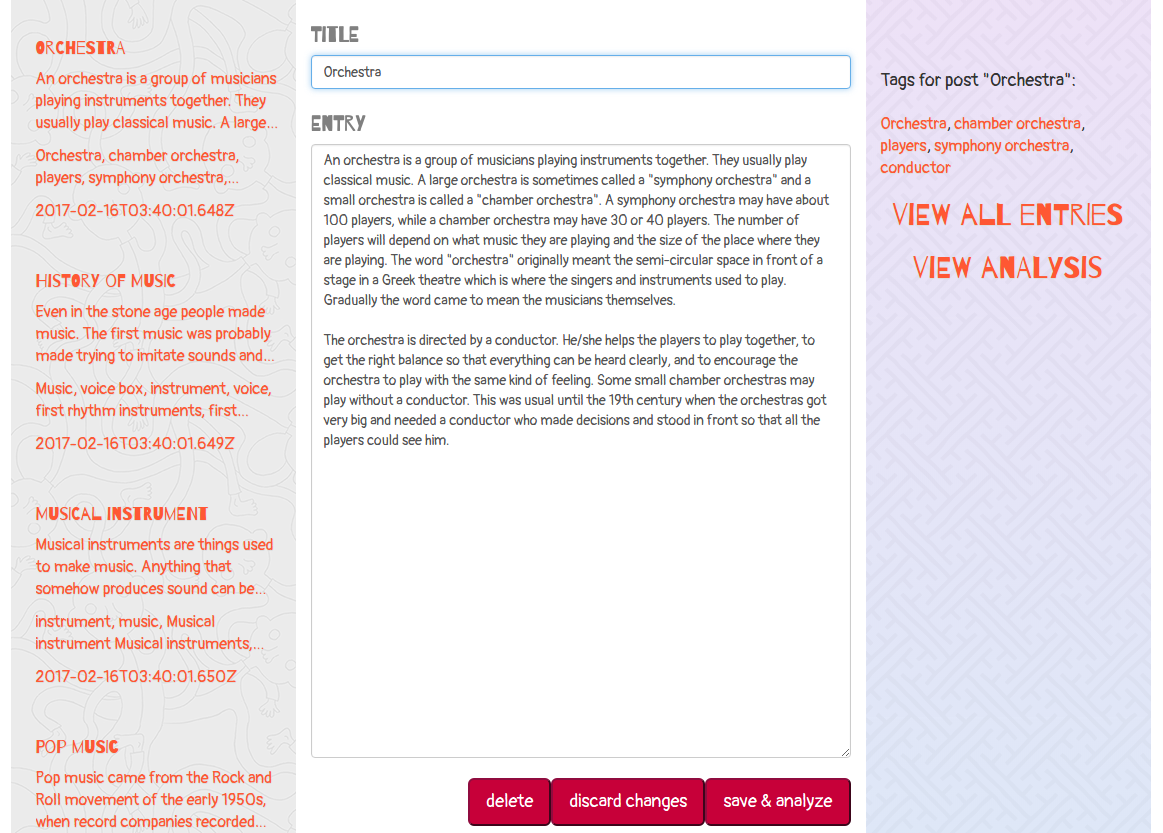 ORCHESTRA
An orchestra is a group of musicians
playing instruments together. They
usually play classical music. A large...
Orchestra, chamber orchestra,
players, symphony orchestra,...
2017-02-16T03:40:01.648Z
HISTORY OF MUSIC
Even in the stone age people made
music. The first music was probably
made trying to imitate sounds and...
Music, voice box, instrument, voice,
first rhythm instruments, first...
2017-02-16T03:40:01.649Z
MUSICAL INSTRUMENT
Musical instruments are things used
to make music. Anything that
somehow produces sound can be...
instrument, music, Musical
instrument Musical instruments,...
2017-02-16T03:40:01.650Z
POP MUSIC
Pop music came from the Rock and
Roll movement of the early 1950s,
when record companies recorded...
TITLE
Orchestra
ENTRY
An orchestra is a group of musicians playing instruments together. They usually play
classical music. A large orchestra is sometimes called a "symphony orchestra" and a
small orchestra is called a "chamber orchestra". A symphony orchestra may have about
100 players, while a chamber orchestra may have 30 or 40 players. The number of
players will depend on what music they are playing and the size of the place where they
are playing. The word "orchestra" originally meant the semi-circular space in front of a
stage in a Greek theatre which is where the singers and instruments used to play.
Gradually the word came to mean the musicians themselves.
The orchestra is directed by a conductor. He/she helps the players to play together, to
get the right balance so that everything can be heard clearly, and to encourage the
orchestra to play with the same kind of feeling. Some small chamber orchestras may
play without a conductor. This was usual until the 19th century when the orchestras got
very big and needed a conductor who made decisions and stood in front so that all the
players could see him.
delete
discard changes
save & analyze
Tags for post "Orchestra":
Orchestra, chamber orchestra,
players, symphony orchestra,
conductor
VIEW ALL ENTRIES
VIEW ANALYSIS